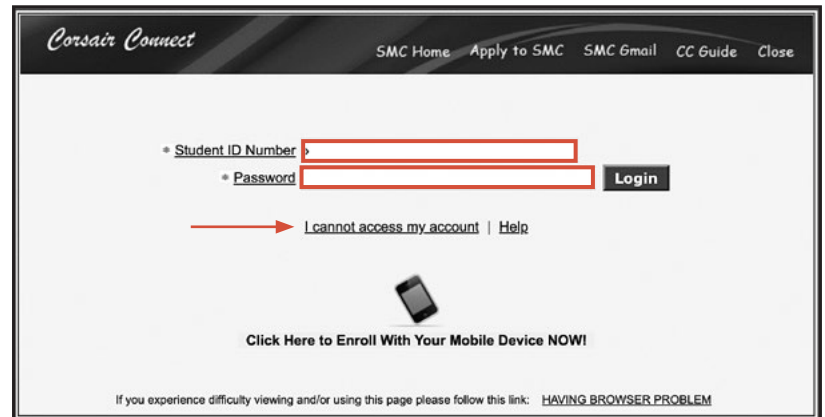 Corsair Connect
SMC Home Apply to SMC SMC Gmail CC Guide Close
* Student ID Number ›
* Password Login
I cannot access my account | Help
Click Here to Enroll With Your Mobile Device NOW!
If you experience difficulty viewing and/or using this page please follow this link: HAVING BROWSER PROBLEM